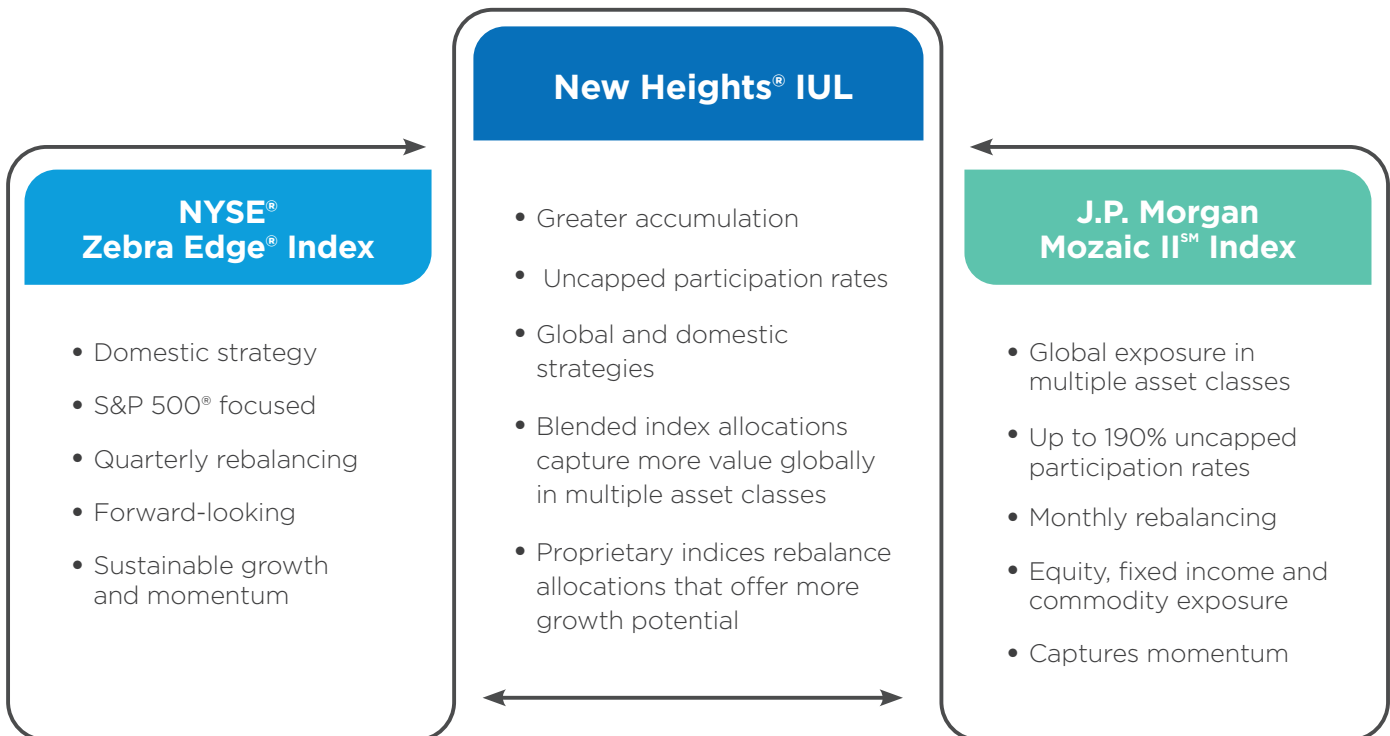 New Heights® IUL
• Greater accumulation
• Uncapped participation rates
• Global and domestic
strategies
• Blended index allocations
capture more value globally
in multiple asset classes
• Proprietary indices rebalance
allocations that offer more
growth potential
NYSE®
Zebra Edge® Index
• Domestic strategy
• S&P 500® focused
• Quarterly rebalancing
• Forward-looking
• Sustainable growth
and momentum
J.P. Morgan
Mozaic II℠ Index
• Global exposure in
multiple asset classes
• Up to 190% uncapped
participation rates
• Monthly rebalancing
• Equity, fixed income and
commodity exposure
• Captures momentum